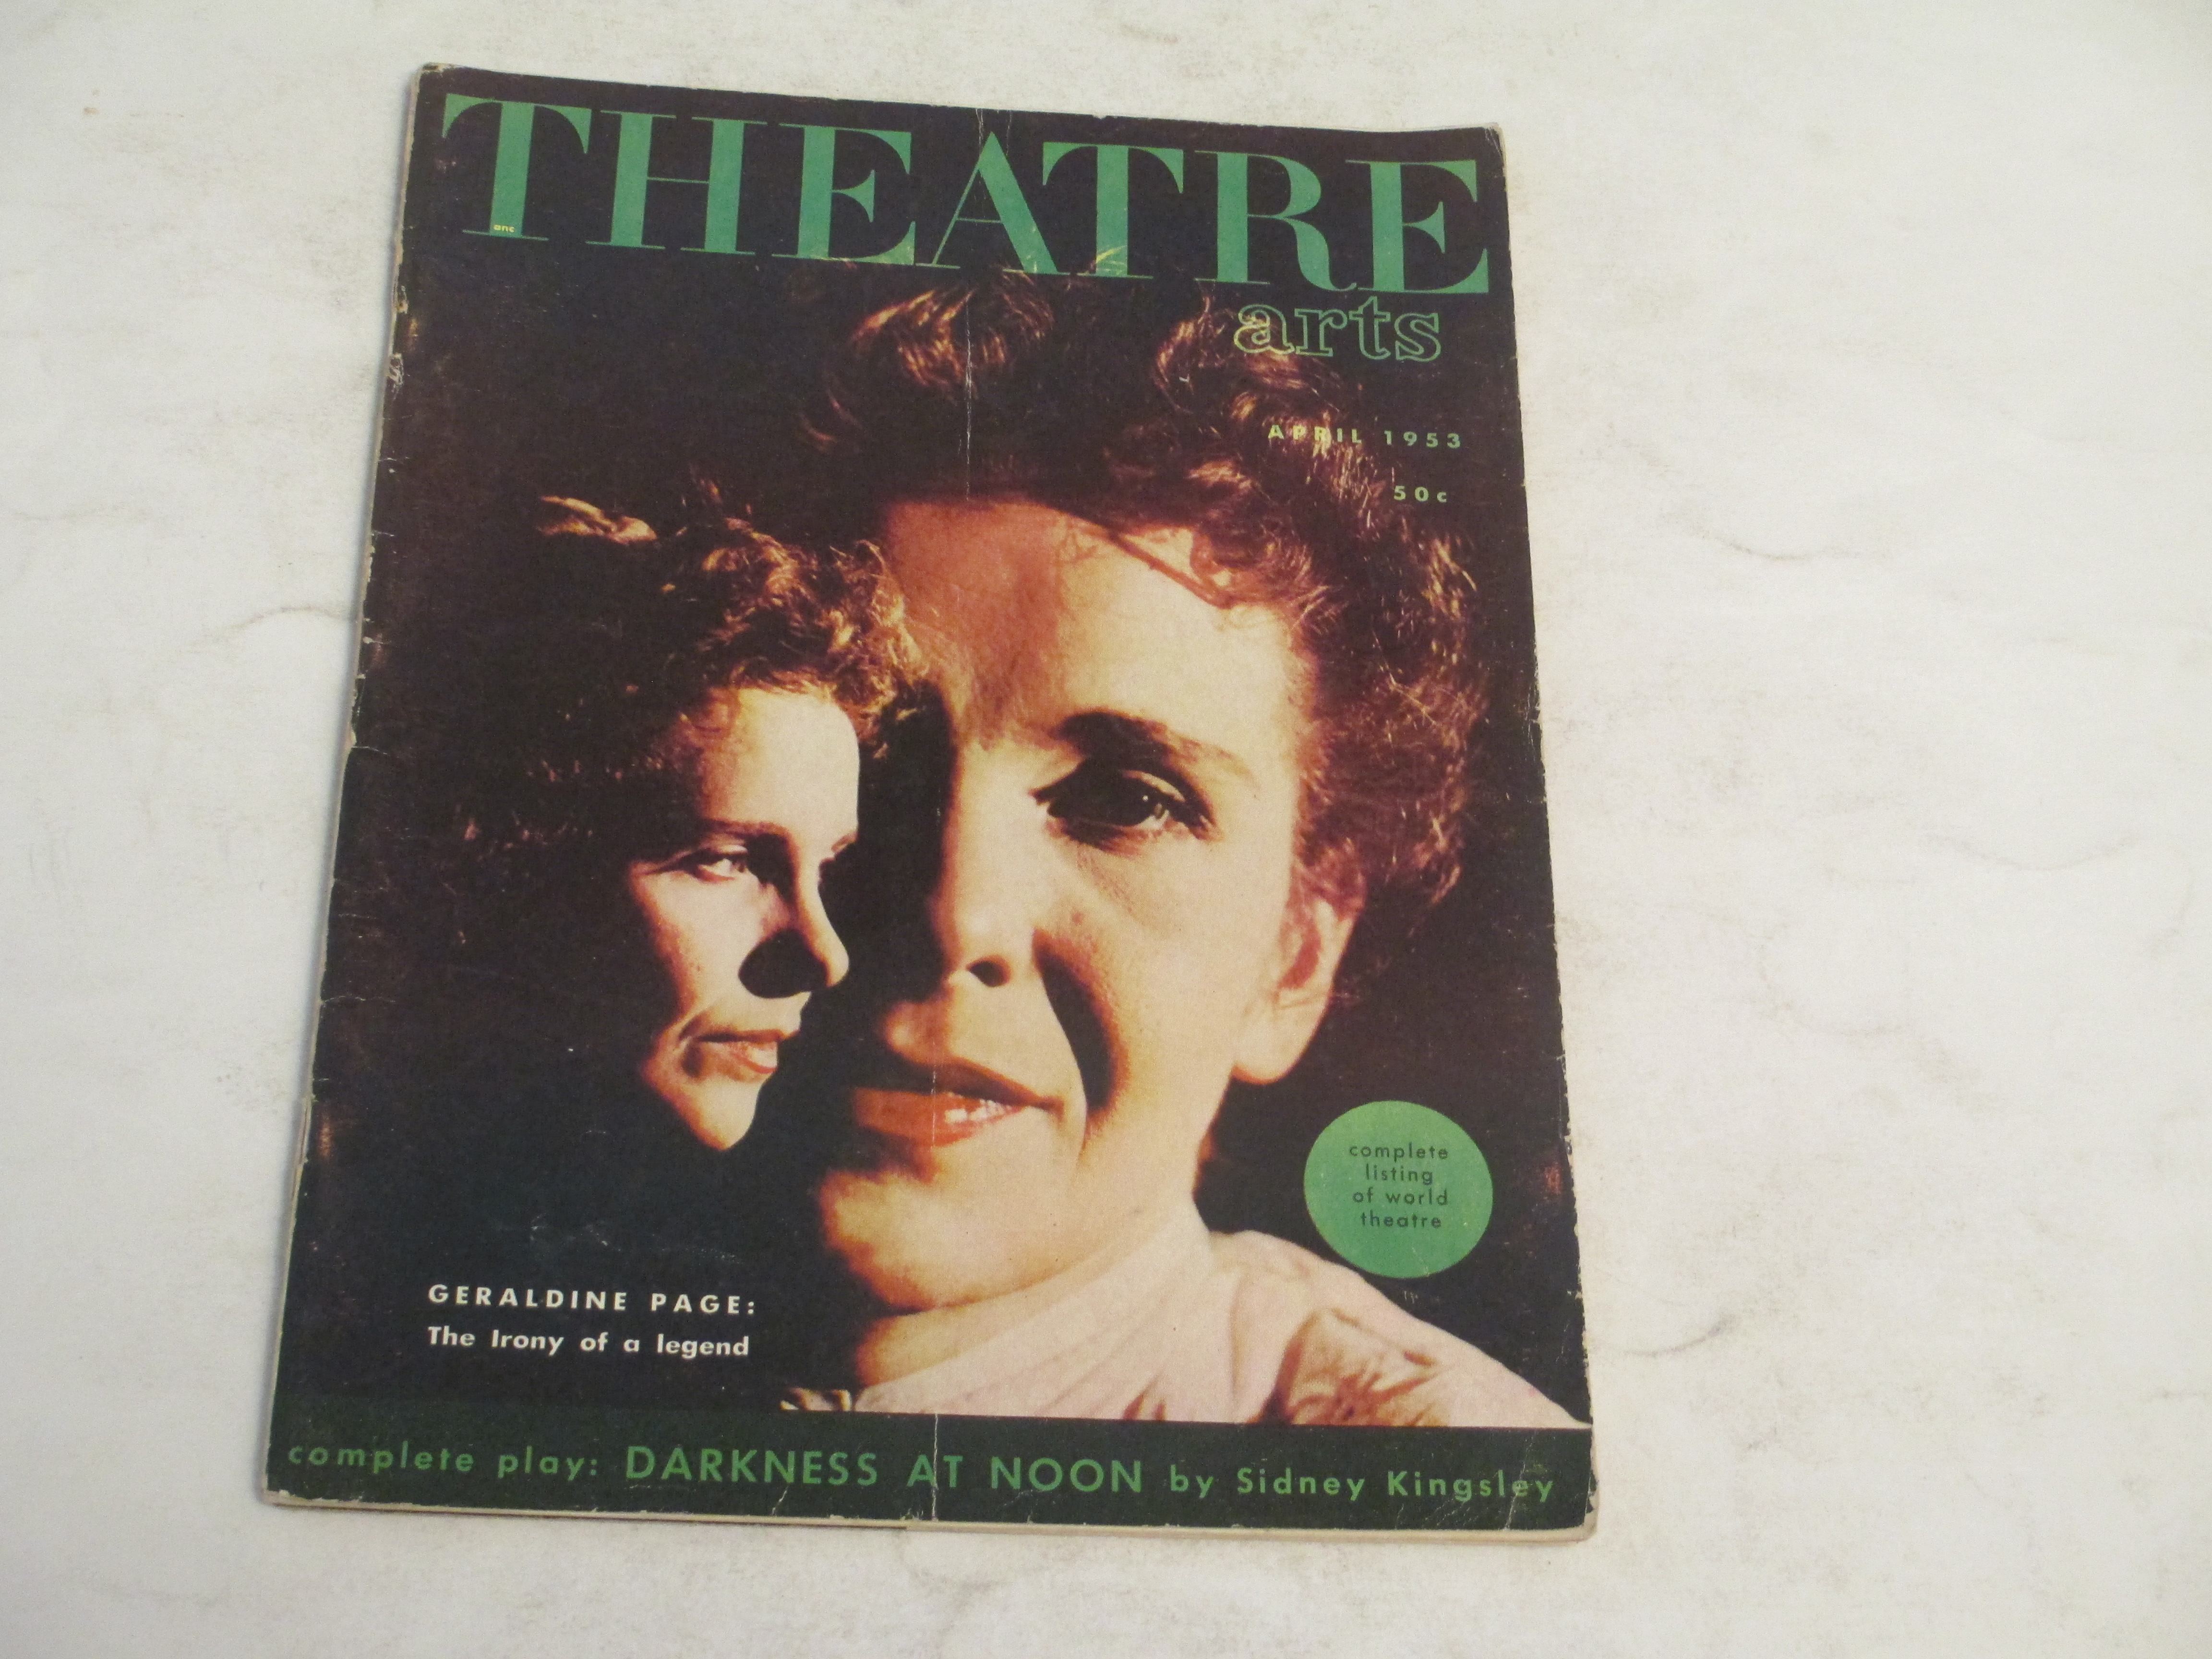 THEATRE
arts
APRIL 1953
50c
complete
listing
of world
theatre
GERALDINE PAGE:
The Irony of a legend
complete play: DARKNESS AT NOON by Sidney Kingsley